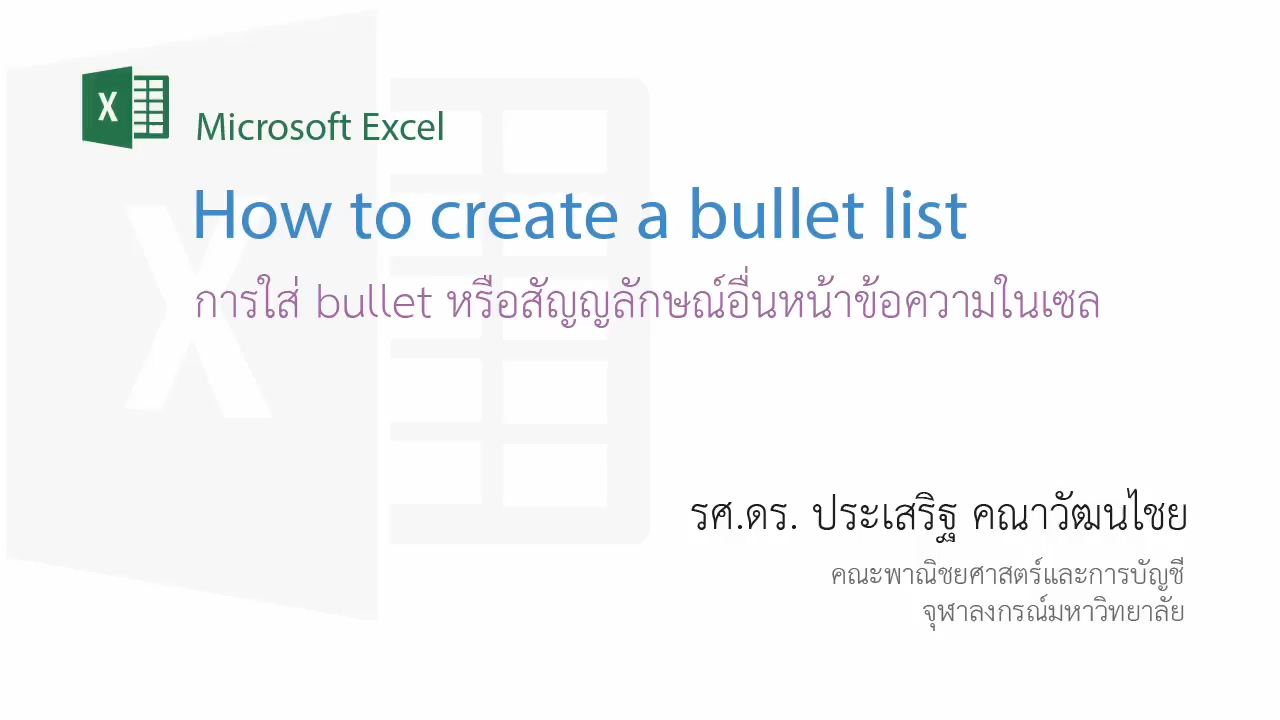 Microsoft Excel
How to create a bullet list
การใส่ bullet หรือสัญญลักษณ์อื่นหน้าข้อความในเซล
รศ.ดร. ประเสริฐ คณาวัฒนไชย
คณะพาณิชยศาสตร์และการบัญชี
จุฬาลงกรณ์มหาวิทยาลัย